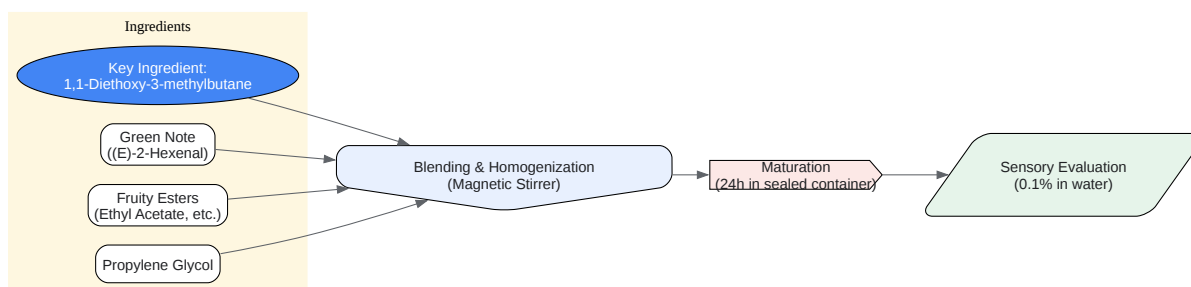 Ingredients
Key Ingredient:
1,1-Diethoxy-3-methylbutane
Green Note
((E)-2-Hexenal)
Fruity Esters
(Ethyl Acetate, etc.)
Propylene Glycol
Blending & Homogenization
(Magnetic Stirrer)
Maturation
(24h in sealed container)
Sensory Evaluation
(0.1% in water)